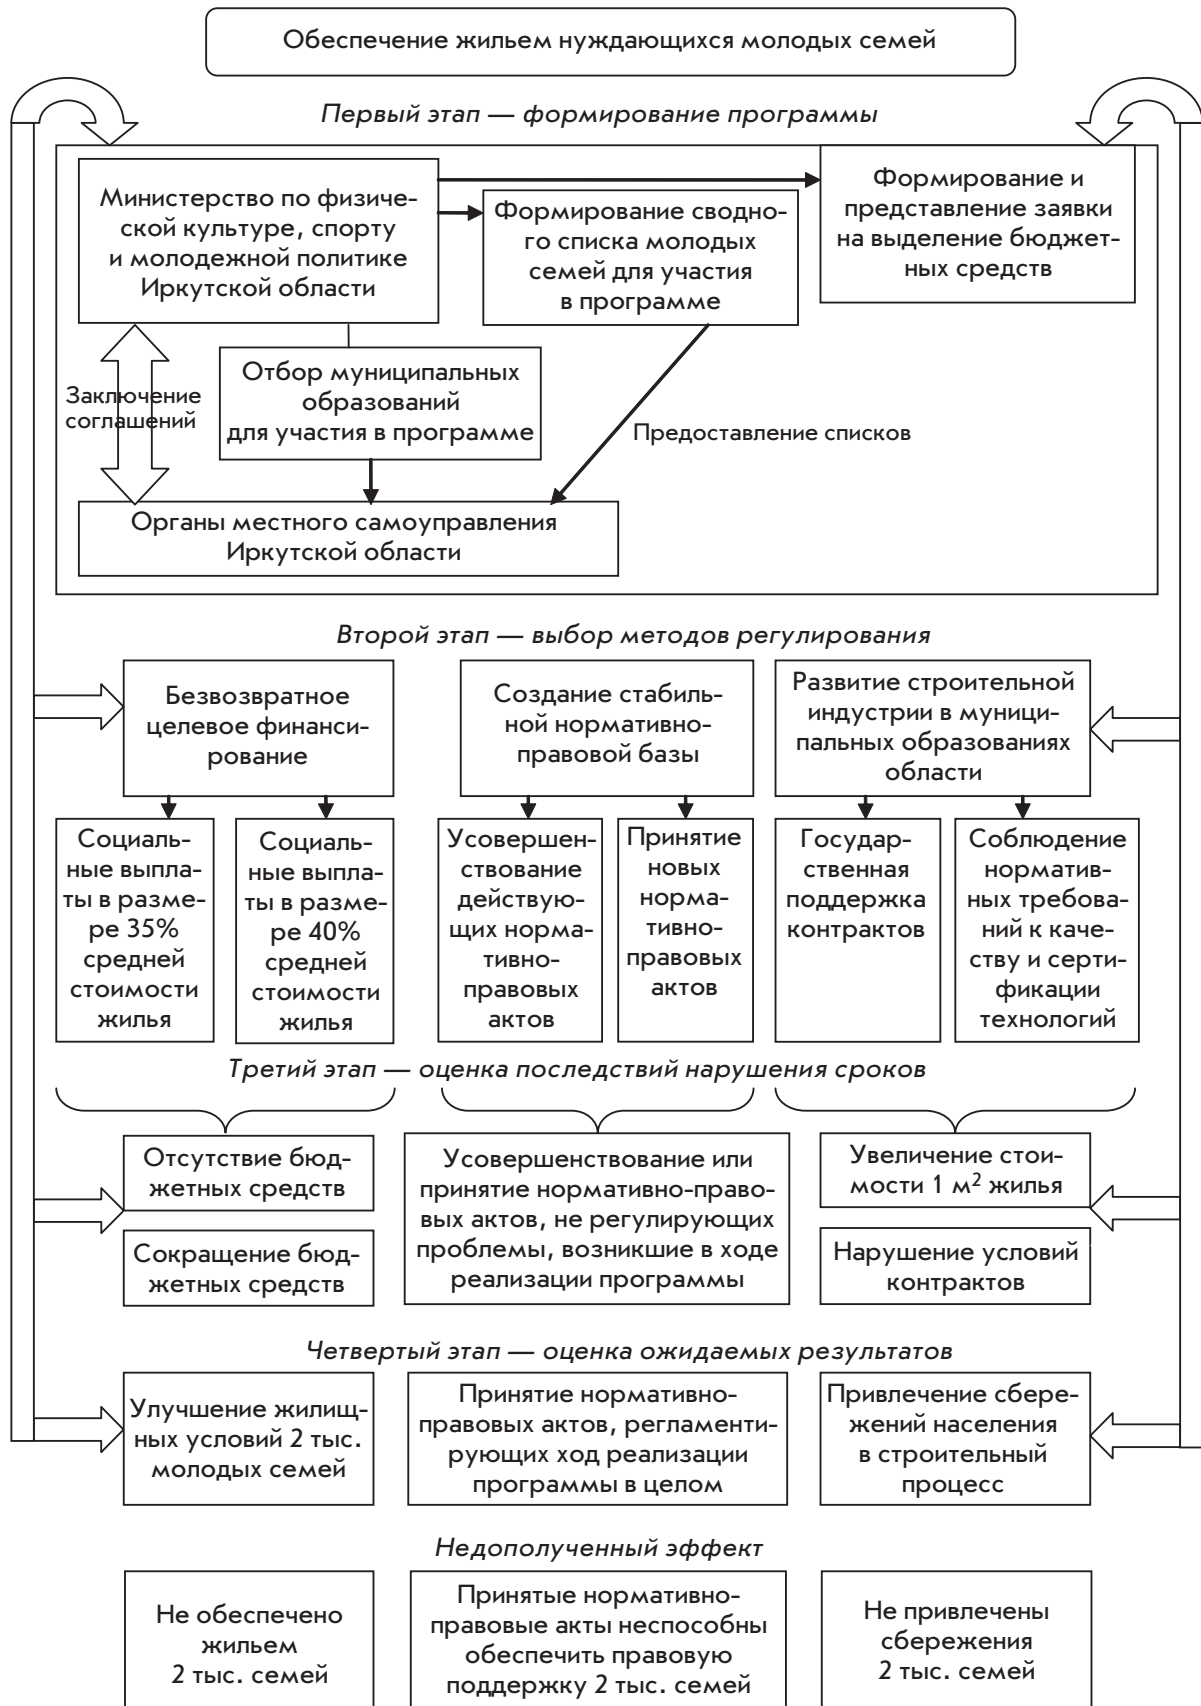 Обеспечение жильем нуждающихся молодых семей
Первый этап — формирование программы
Министерство по физиче-
ской культуре, спорту
и молодежной политике
Иркутской области
Формирование сводно-
го списка молодых
семей для участия
в программе
Формирование и
представление заявки
на выделение бюджет-
ных средств
Заключение
соглашений
Отбор муниципальных
образований
для участия в программе
Предоставление списков
Органы местного самоуправления
Иркутской области
Второй этап — выбор методов регулирования
Безвозвратное
целевое финанси-
рование
Создание стабиль-
ной нормативно-
правовой базы
Развитие строительной
индустрии в муници-
пальных образованиях
области
Социаль-
ные выпла-
ты в разме-
ре 35%
средней
стоимости
жилья
Социаль-
ные выпла-
ты в разме-
ре 40%
средней
стоимости
жилья
Усовершен-
ствование
действую-
щих норма-
тивно-
правовых
актов
Принятие
новых
норма-
тивно-
правовых
актов
Государ-
ственная
поддержка
контрактов
Соблюдение
норматив-
ных требова-
ний к каче-
ству и серти-
фикации
технологий
Третий этап — оценка последствий нарушения сроков
Отсутствие бюд-
жетных средств
Сокращение бюд-
жетных средств
Усовершенствование или
принятие нормативно-право-
вых актов, не регулирующих
проблемы, возникшие в ходе
реализации программы
Увеличение стои-
мости 1 м² жилья
Нарушение условий
контрактов
Четвертый этап — оценка ожидаемых результатов
Улучшение жилищ-
ных условий 2 тыс.
молодых семей
Принятие нормативно-
правовых актов, регламенти-
рующих ход реализации
программы в целом
Привлечение сбере-
жений населения
в строительный
процесс
Недополученный эффект
Не обеспечено
жильем
2 тыс. семей
Принятые нормативно-
правовые акты неспособны
обеспечить правовую
поддержку 2 тыс. семей
Не привлечены
сбережения
2 тыс. семей